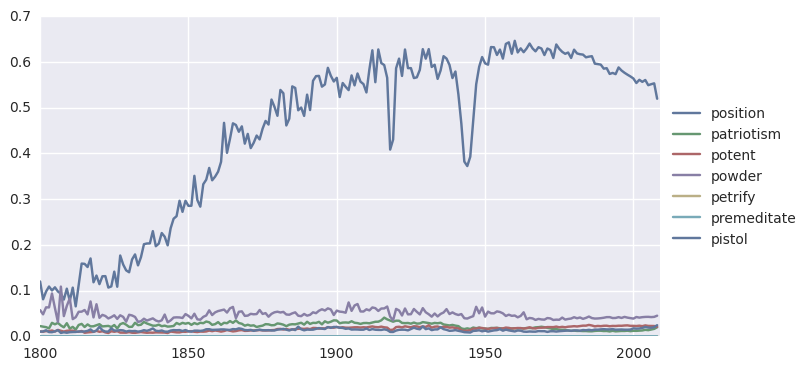 0.7
0.6
0.5
0.4
0.3
0.2
0.1
0.0
1800 1850 1900 1950 2000
position
patriotism
potent
powder
petrify
premeditate
pistol